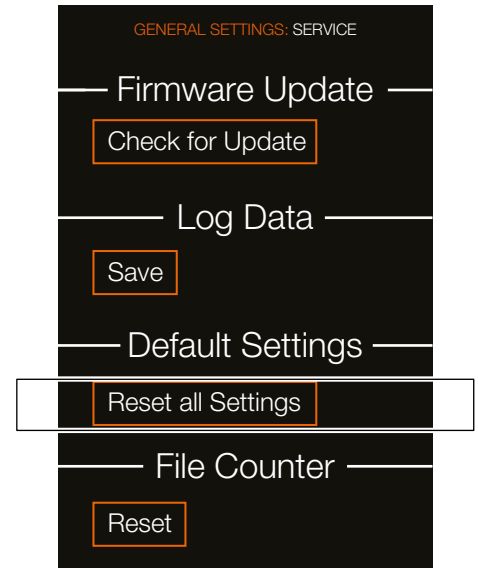 GENERAL SETTINGS: SERVICE
Firmware Update
Check for Update
Log Data
Save
Default Settings
Reset all Settings
File Counter
Reset